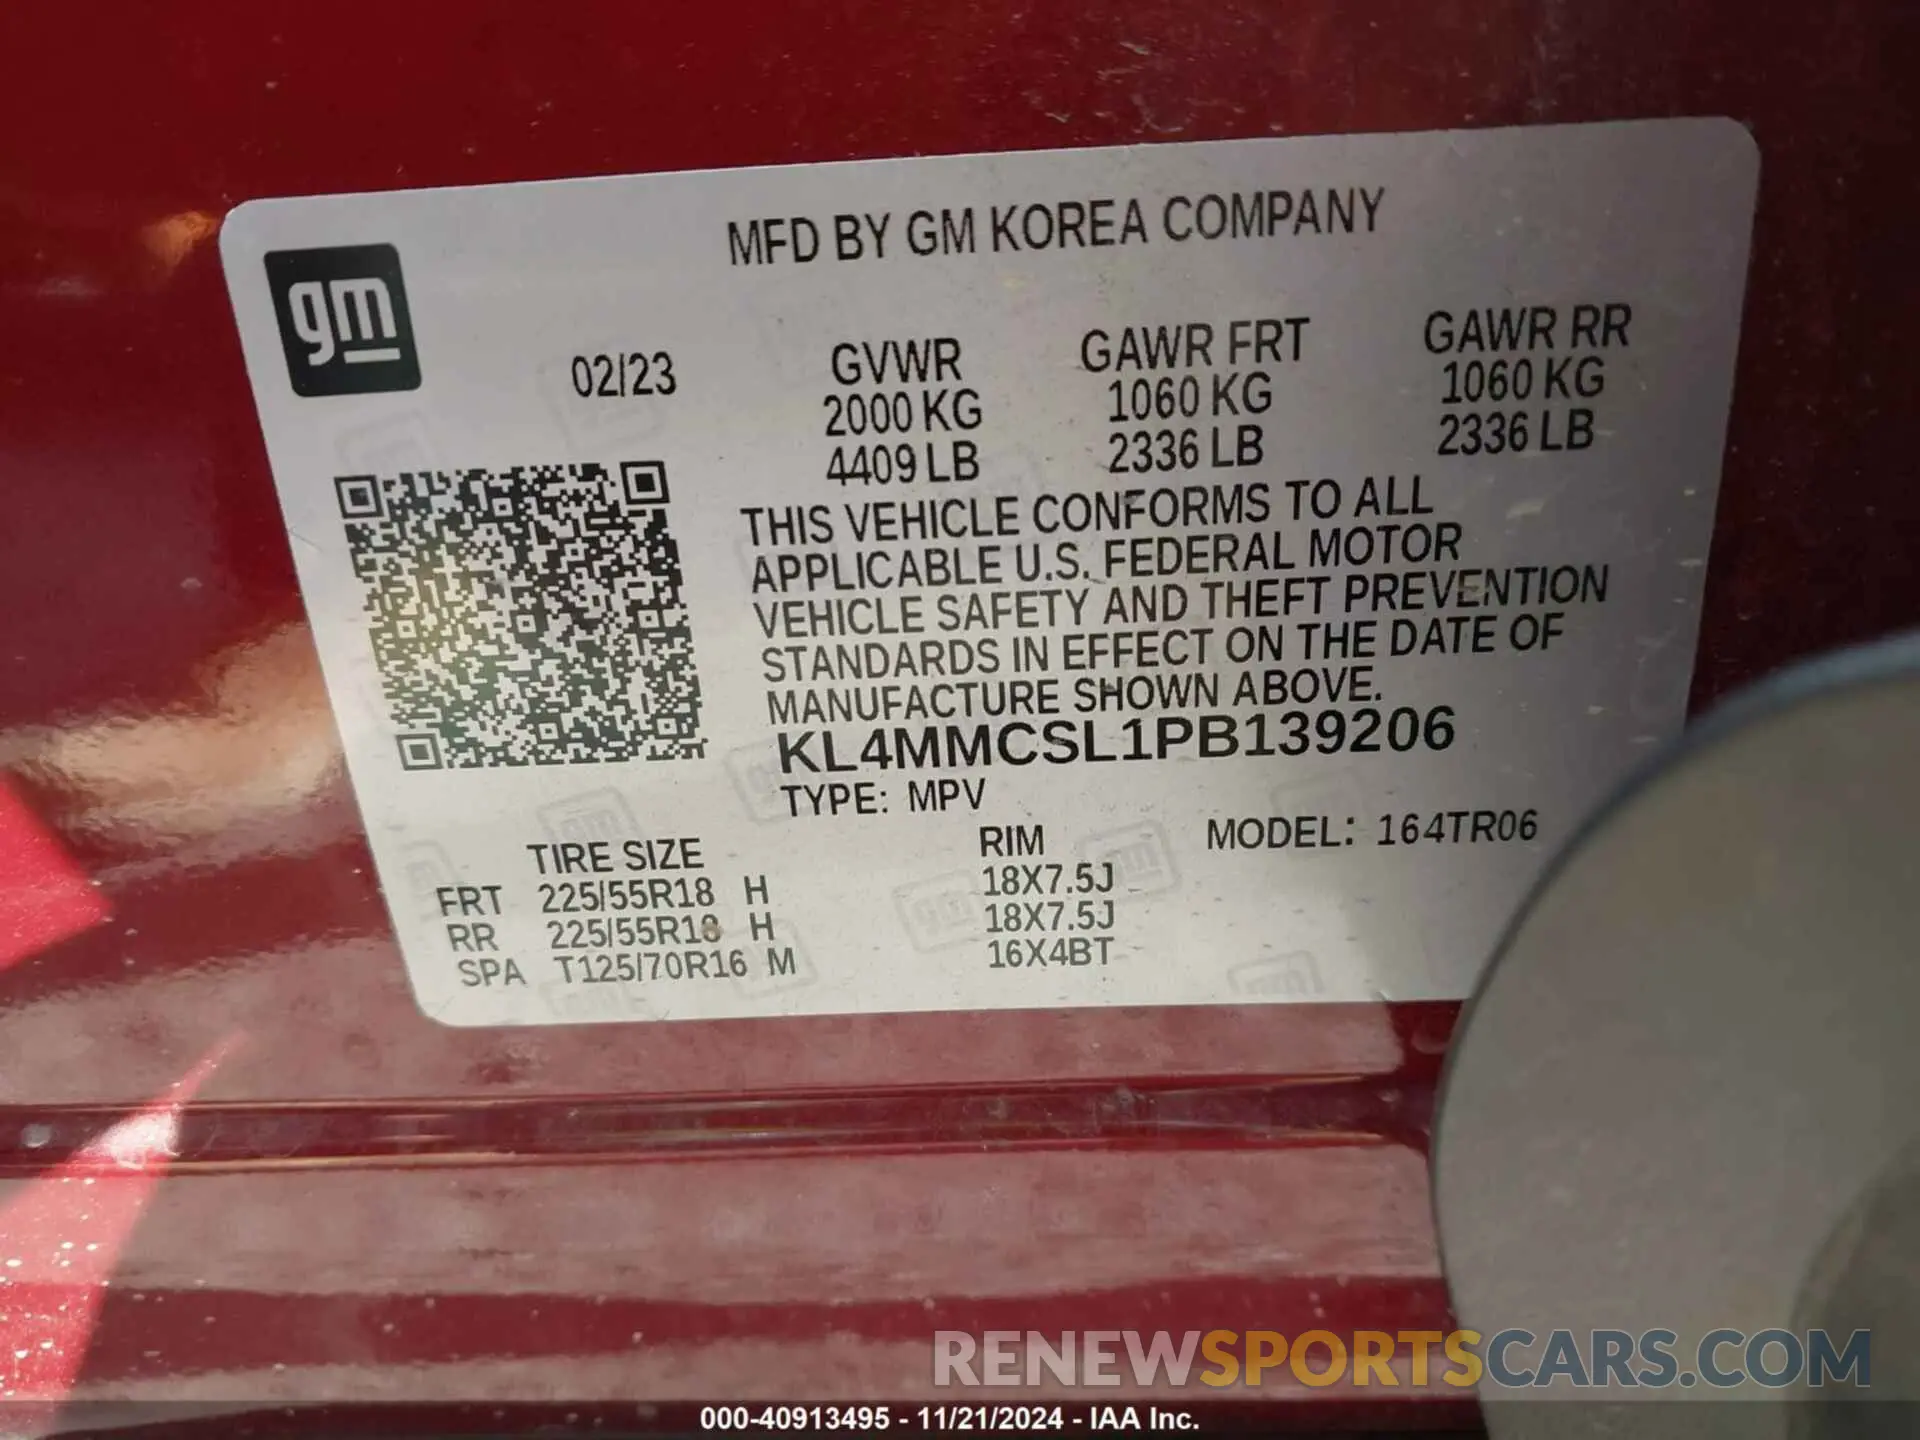 MFD BY GM KOREA COMPANY
gm
02/23
GVWR GAWR FRT GAWR RR
2000 KG 1060 KG 1060 KG
4409 LB 2336 LB 2336 LB
THIS VEHICLE CONFORMS TO ALL
APPLICABLE U.S. FEDERAL MOTOR
VEHICLE SAFETY AND THEFT PREVENTION
STANDARDS IN EFFECT ON THE DATE OF
MANUFACTURE SHOWN ABOVE.
KL4MMCSL1PB139206
TYPE: MPV
TIRE SIZE RIM MODEL: 164TR06
FRT 225/55R18 H 18X7.5J
RR 225/55R18 H 18X7.5J
SPA T125/70R16 M 16X4BT
RENEWSPORTSCARS.COM
000-40913495 - 11/21/2024 - IAA Inc.